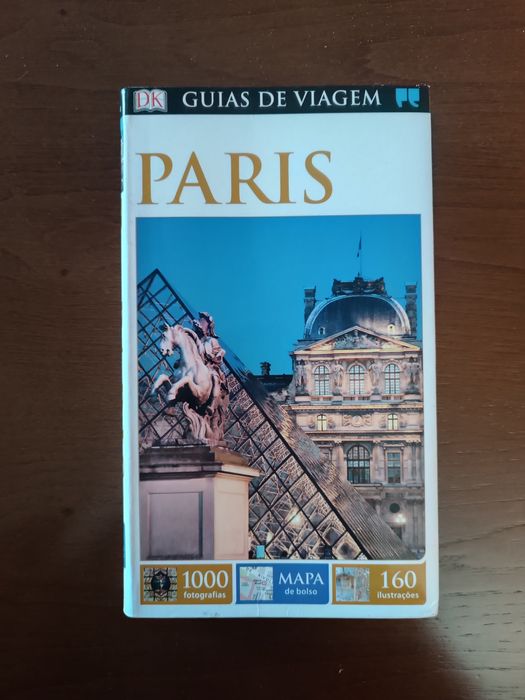 DK GUIAS DE VIAGEM
PARIS
1000
fotografias
MAPA
de bolso
160
ilustrações